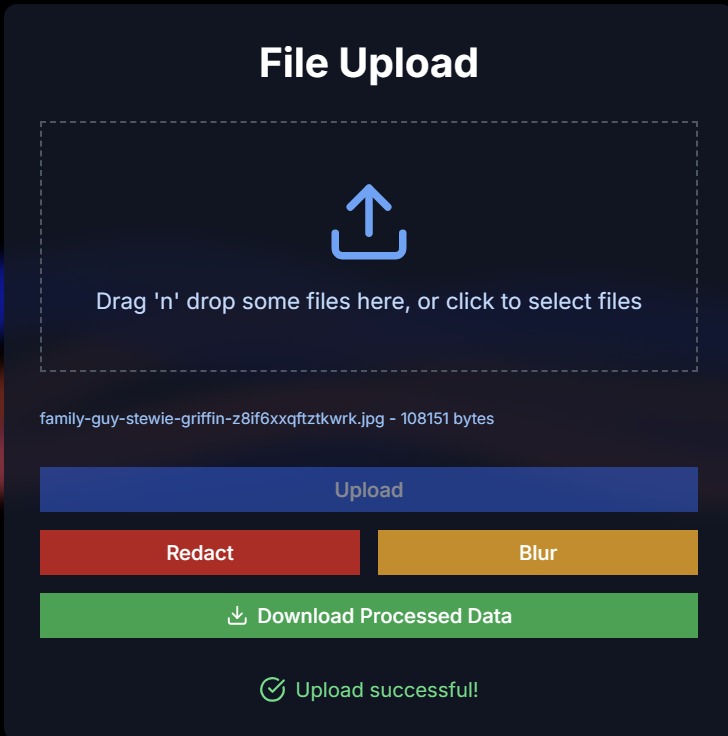 File Upload
Drag 'n' drop some files here, or click to select files
family-guy-stewie-griffin-z8if6xxqftztkwrk.jpg - 108151 bytes
Upload
Redact
Blur
Download Processed Data
Upload successful!